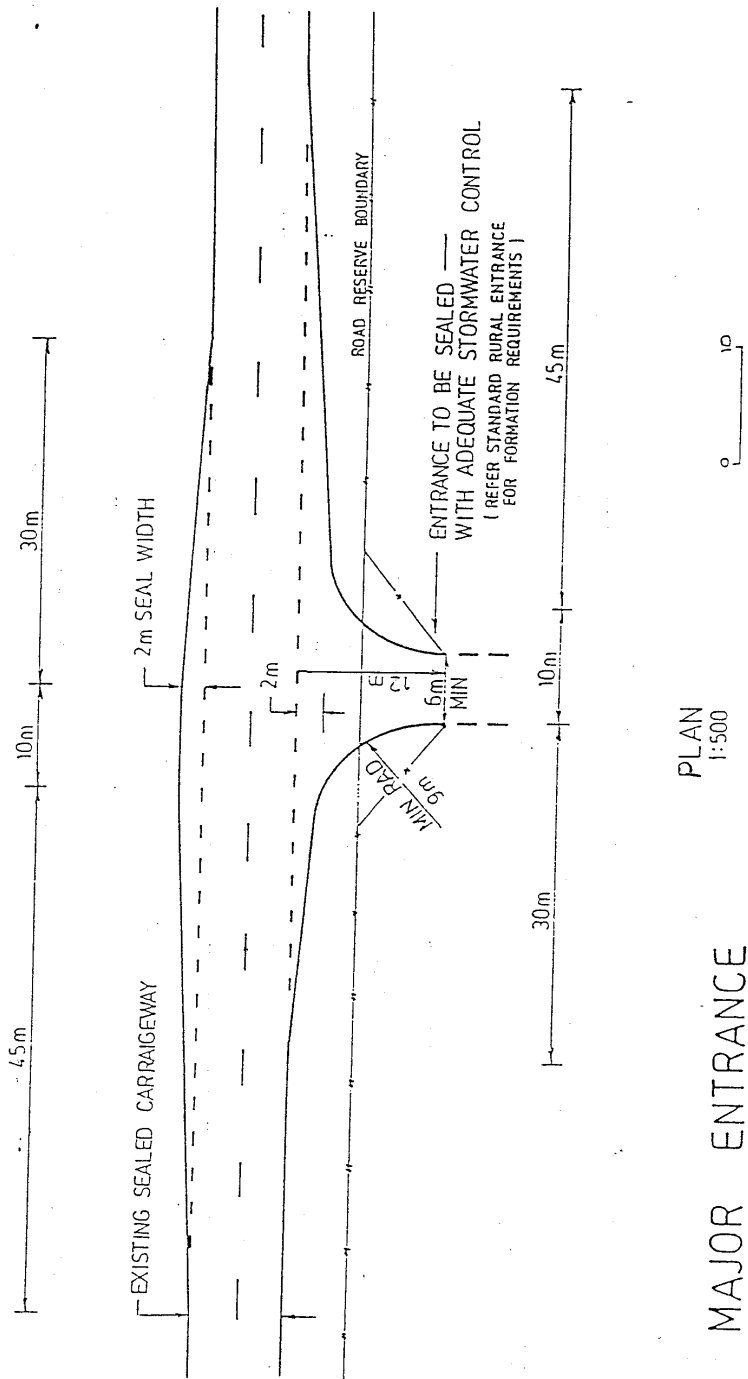 45m
10m
30m
EXISTING SEALED CARRAIGEWAY
2m SEAL WIDTH
2m
12 m
ROAD RESERVE BOUNDARY
MIN RAD
9m
6m
MIN
ENTRANCE TO BE SEALED
WITH ADEQUATE STORMWATER CONTROL
( REFER STANDARD RURAL ENTRANCE
FOR FORMATION REQUIREMENTS )
30m
10m
45m
PLAN
1:500
0
10
MAJOR ENTRANCE